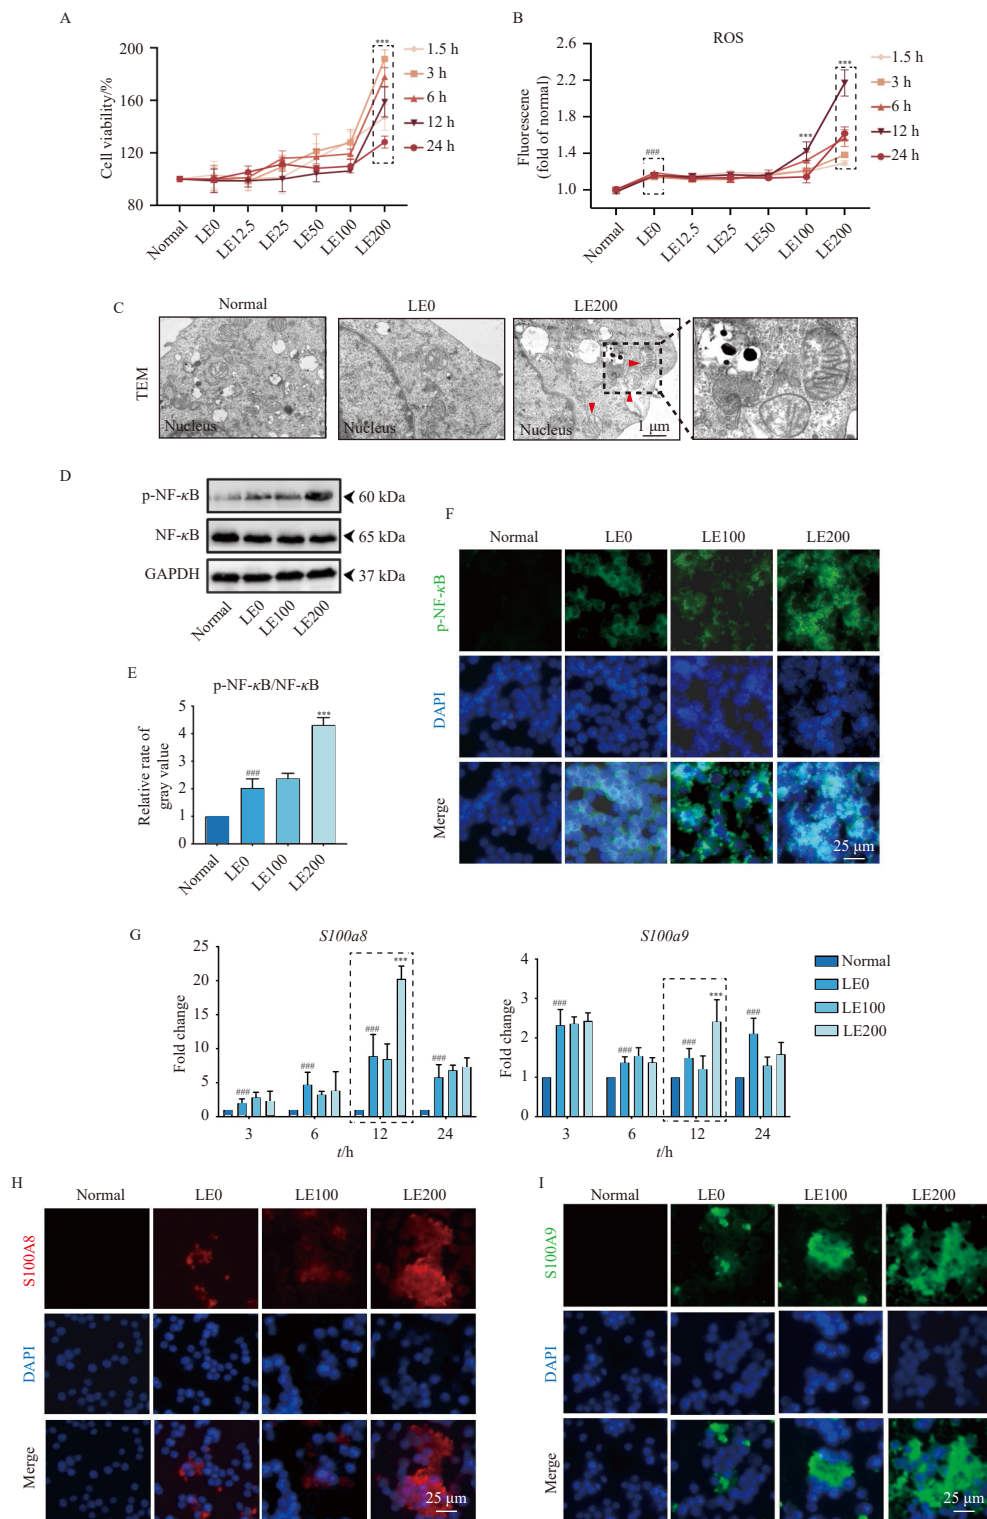 A
Cell viability/%
200
160
120
80
***
1.5 h
3 h
6 h
12 h
24 h
Normal
LE0
LE12.5
LE25
LE50
LE100
LE200
B
ROS
Fluorescene
(fold of normal)
2.6
2.2
1.8
1.4
1.0
###
***
***
1.5 h
3 h
6 h
12 h
24 h
Normal
LE0
LE12.5
LE25
LE50
LE100
LE200
C
Normal
LE0
LE200
TEM
Nucleus
Nucleus
Nucleus
1 μm
D
p-NF-κB
60 kDa
NF-κB
65 kDa
GAPDH
37 kDa
Normal
LE0
LE100
LE200
E
p-NF-κB/NF-κB
Relative rate of
gray value
5
4
3
2
1
0
###
***
Normal
LE0
LE100
LE200
F
Normal
LE0
LE100
LE200
p-NF-κB
DAPI
Merge
25 μm
G
S100a8
Fold change
25
20
15
10
5
0
###
###
###
***
###
3
6
12
24
t/h
S100a9
Fold change
4
3
2
1
0
###
###
###
***
###
3
6
12
24
t/h
Normal
LE0
LE100
LE200
H
Normal
LE0
LE100
LE200
S100A8
DAPI
Merge
25 μm
I
Normal
LE0
LE100
LE200
S100A9
DAPI
Merge
25 μm